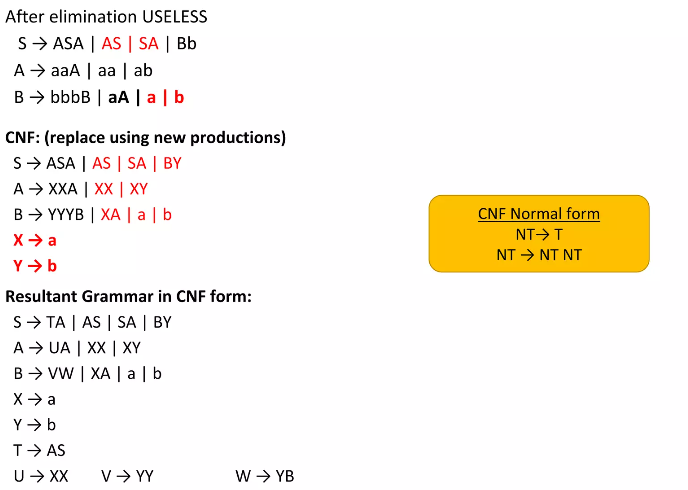 After elimination USELESS
S → ASA | AS | SA | Bb
A → aaA | aa | ab
B → bbbB | aA | a | b
CNF: (replace using new productions)
S → ASA | AS | SA | BY
A → XXA | XX | XY
B → YYYB | XA | a | b
X → a
Y → b
CNF Normal form
NT → T
NT → NT NT
Resultant Grammar in CNF form:
S → TA | AS | SA | BY
A → UA | XX | XY
B → VW | XA | a | b
X → a
Y → b
T → AS
U → XX V → YY W → YB